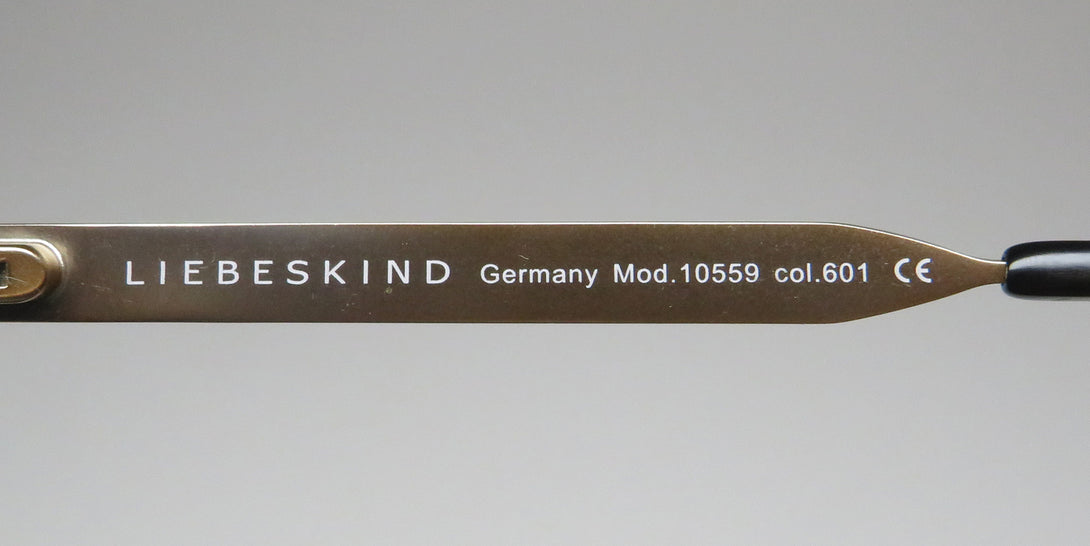 LIEBESKIND Germany Mod.10559 col.601 CE